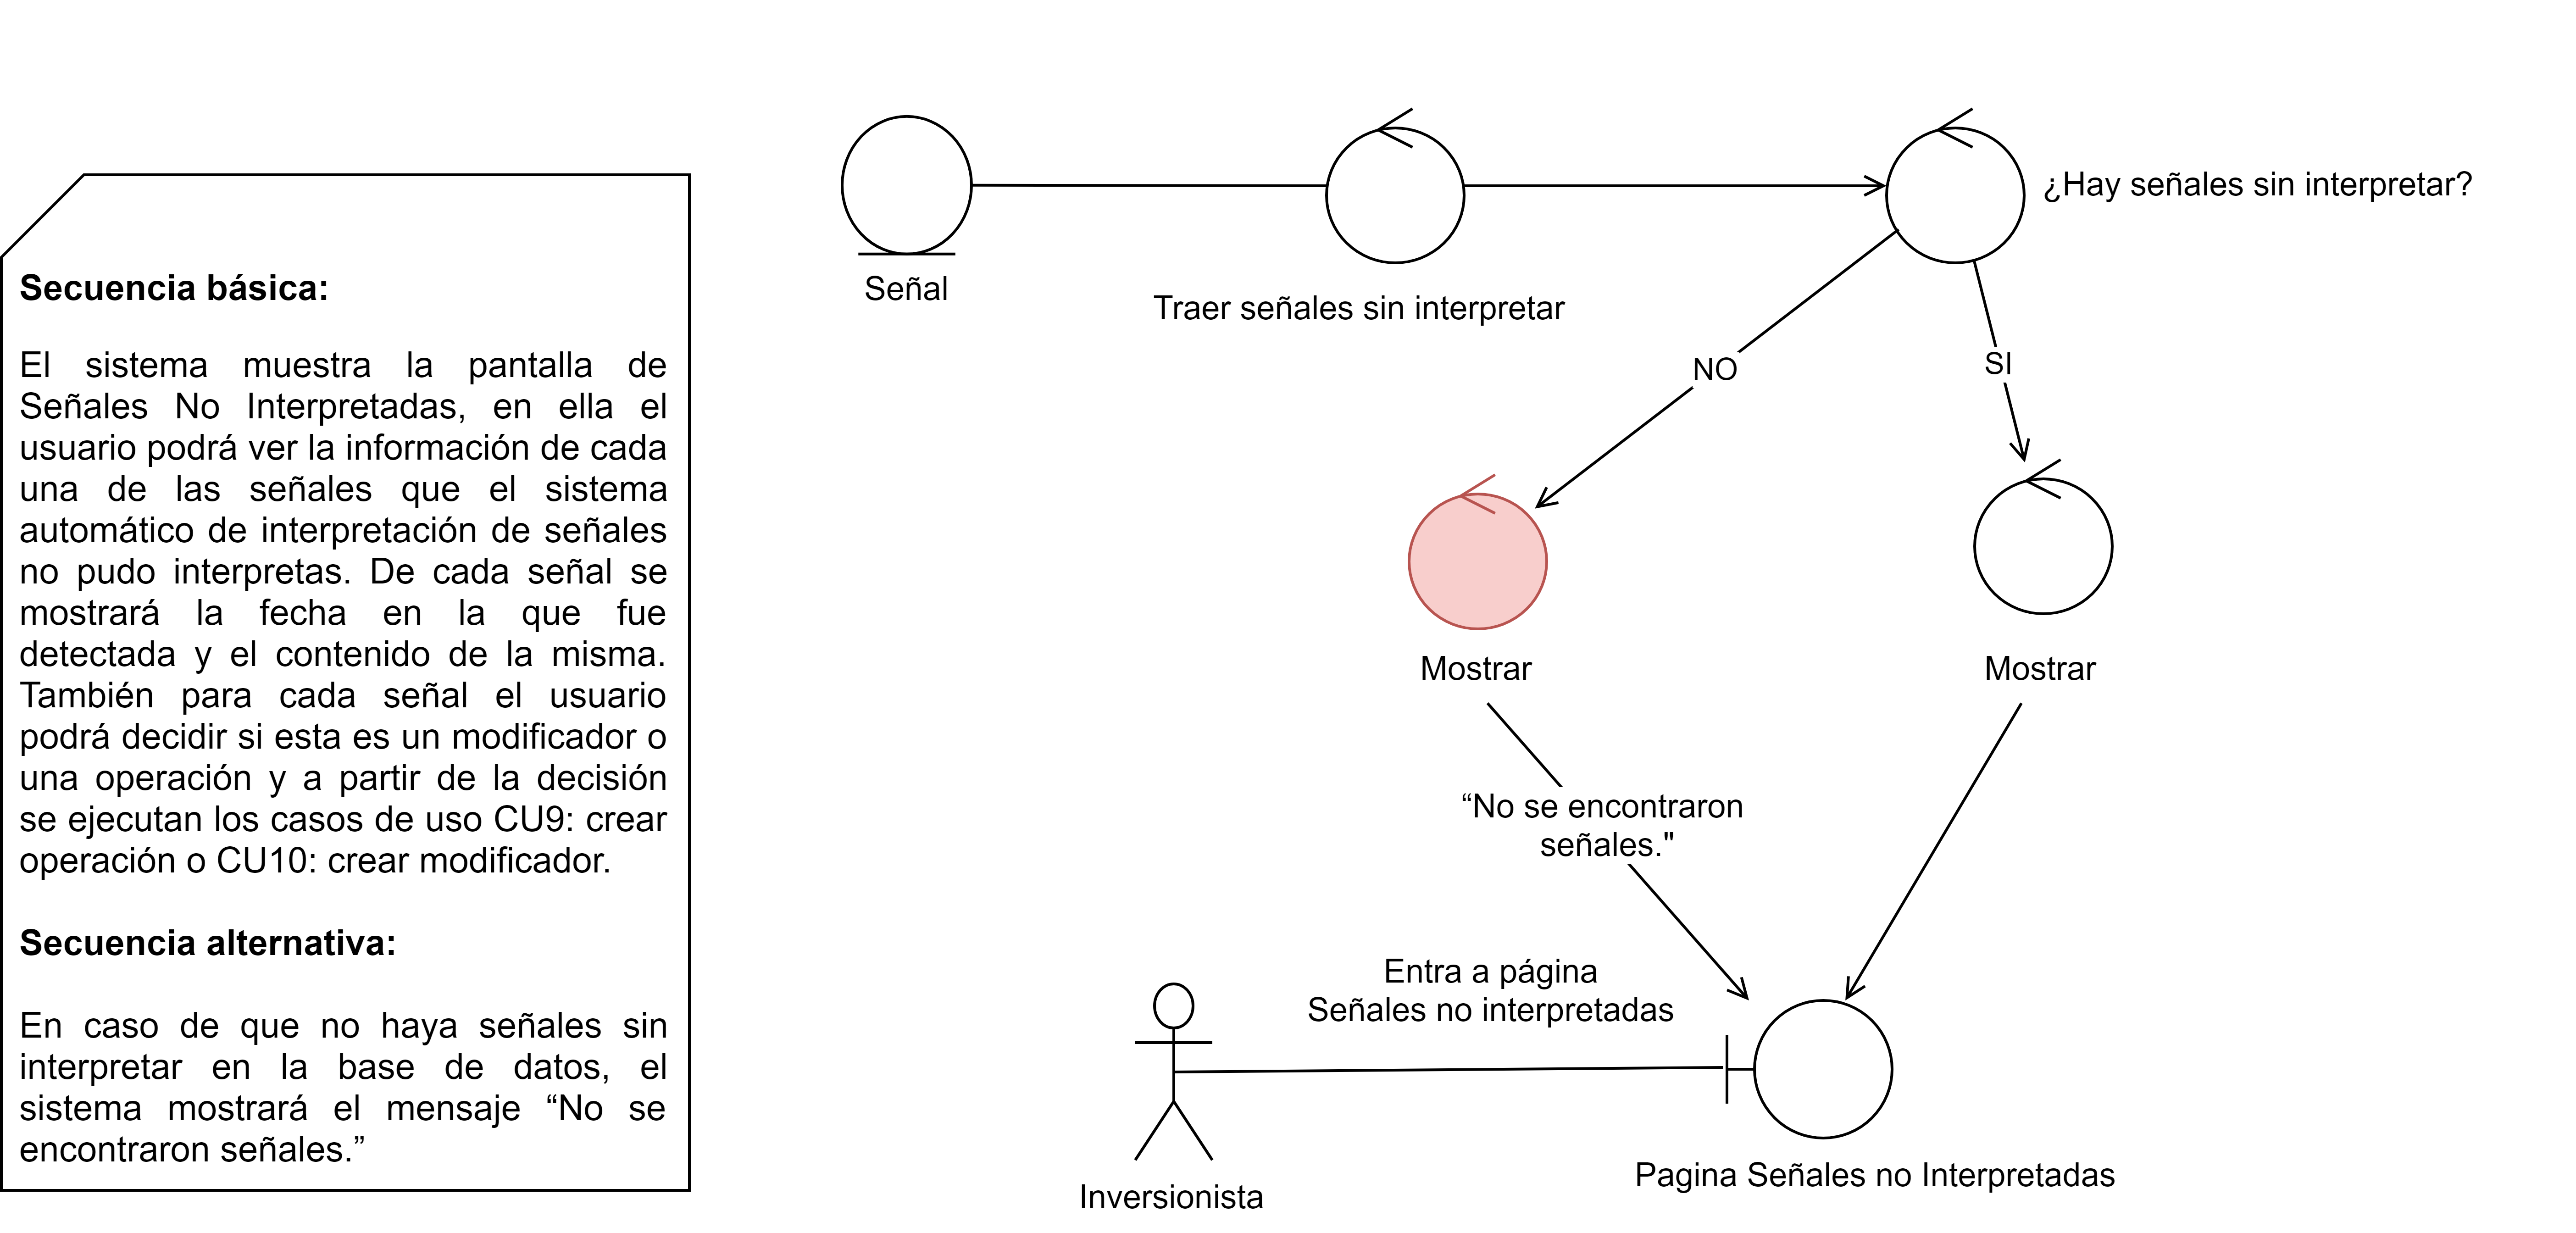 Secuencia básica:
El sistema muestra la pantalla de
Señales No Interpretadas, en ella el
usuario podrá ver la información de cada
una de las señales que el sistema
automático de interpretación de señales
no pudo interpretas. De cada señal se
mostrará la fecha en la que fue
detectada y el contenido de la misma.
También para cada señal el usuario
podrá decidir si esta es un modificador o
una operación y a partir de la decisión
se ejecutan los casos de uso CU9: crear
operación o CU10: crear modificador.
Secuencia alternativa:
En caso de que no haya señales sin
interpretar en la base de datos, el
sistema mostrará el mensaje “No se
encontraron señales.”
Señal
Traer señales sin interpretar
¿Hay señales sin interpretar?
NO
SI
Mostrar
Mostrar
“No se encontraron
señales."
Entra a página
Señales no interpretadas
Inversionista
Pagina Señales no Interpretadas